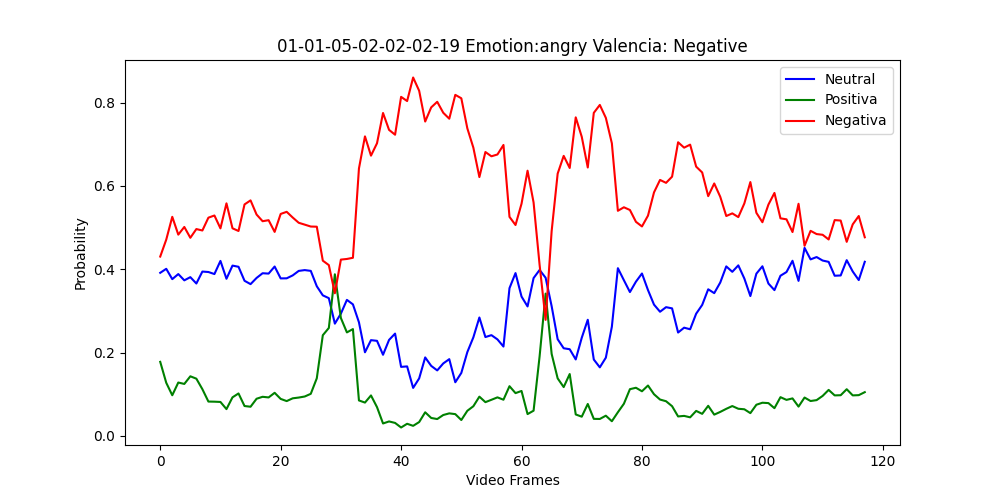 01-01-05-02-02-02-19 Emotion:angry Valencia: Negative
Neutral
Positiva
Negativa
Probability
0.8
0.6
0.4
0.2
0.0
0 20 40 60 80 100 120
Video Frames